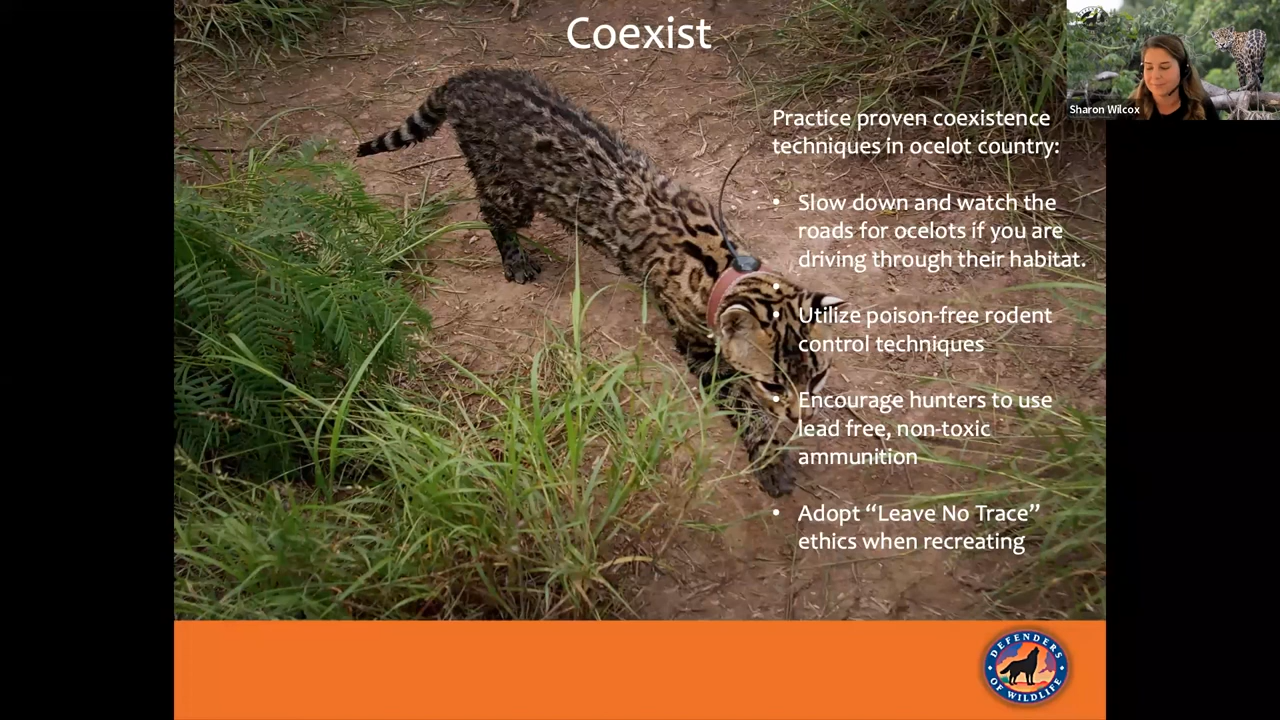 Coexist
Sharon Wilcox
Practice proven coexistence
techniques in ocelot country:
• Slow down and watch the
roads for ocelots if you are
driving through their habitat.
•
• Utilize poison-free rodent
control techniques
• Encourage hunters to use
lead free, non-toxic
ammunition
• Adopt “Leave No Trace”
ethics when recreating
DEFENDERS
OF WILDLIFE